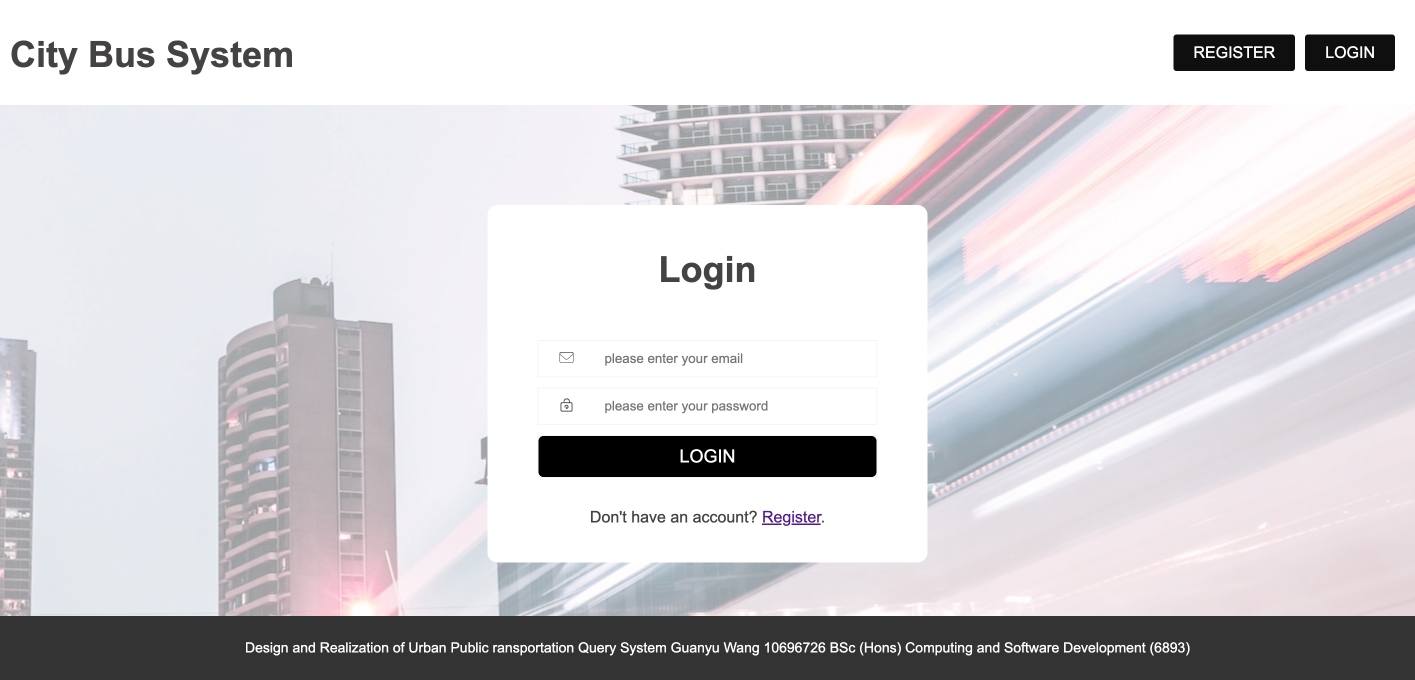 City Bus System
REGISTER
LOGIN
Login
please enter your email
please enter your password
LOGIN
Don't have an account? Register.
Design and Realization of Urban Public ransportation Query System Guanyu Wang 10696726 BSc (Hons) Computing and Software Development (6893)